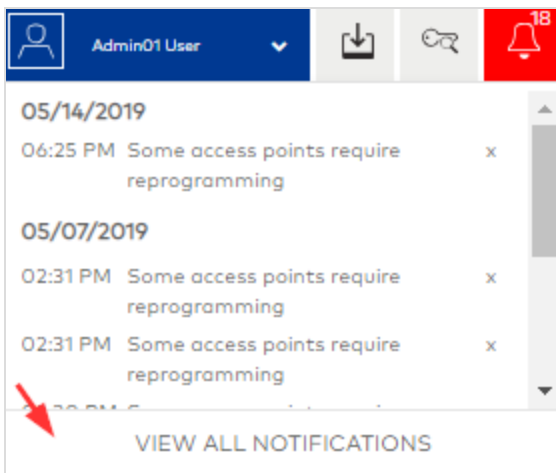 Admin01 User
18
05/14/2019
06:25 PM Some access points require x
reprogramming
05/07/2019
02:31 PM Some access points require x
reprogramming
02:31 PM Some access points require x
reprogramming
PM
VIEW ALL NOTIFICATIONS